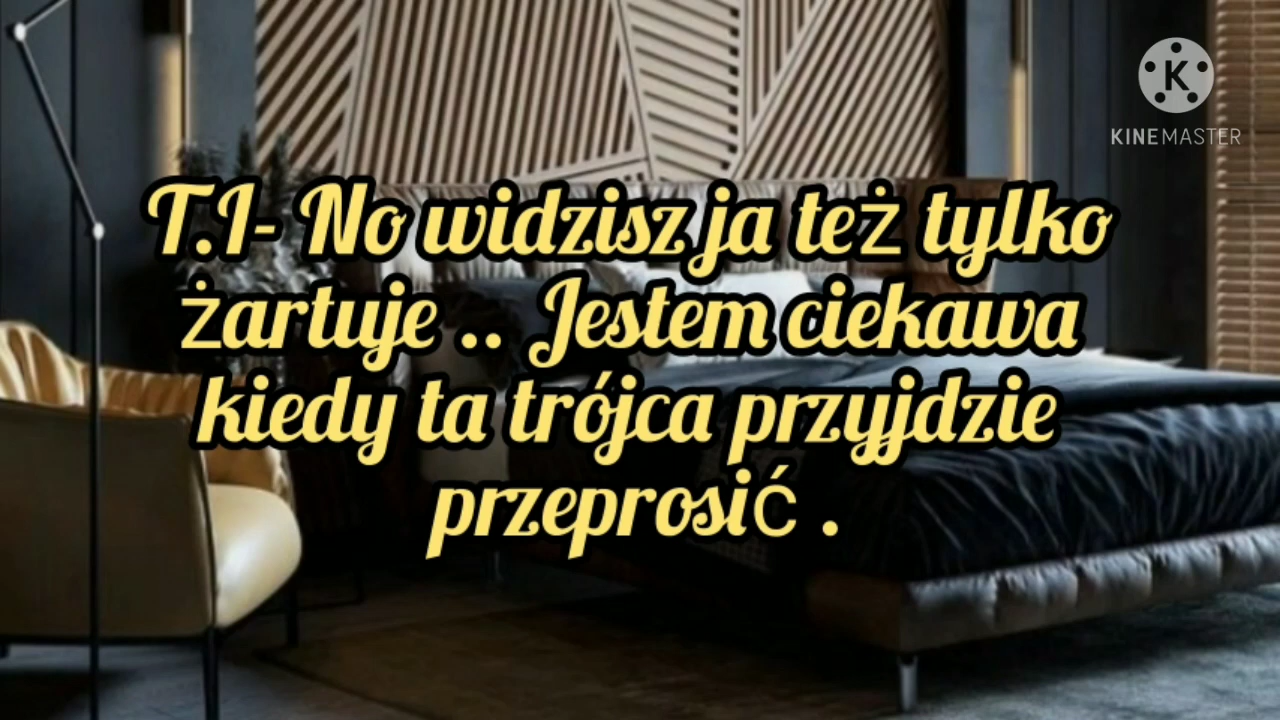 T.I- No widzisz ja też tylko
żartuje .. Jestem ciekawa
kiedy ta trójca przyjdzie
przeprosić .
KINEMASTER